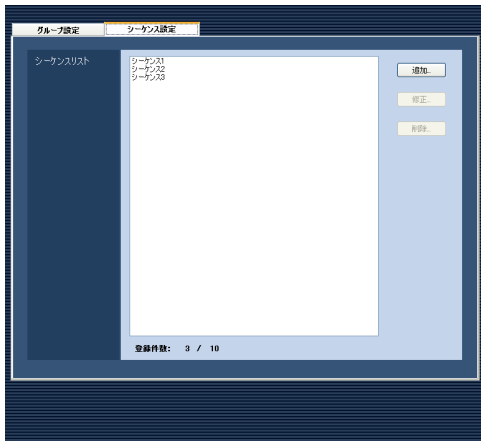 グループ設定
シーケンス設定
シーケンスリスト
シーケンス1
シーケンス2
シーケンス3
追加...
修正...
削除...
登録件数: 3 / 10